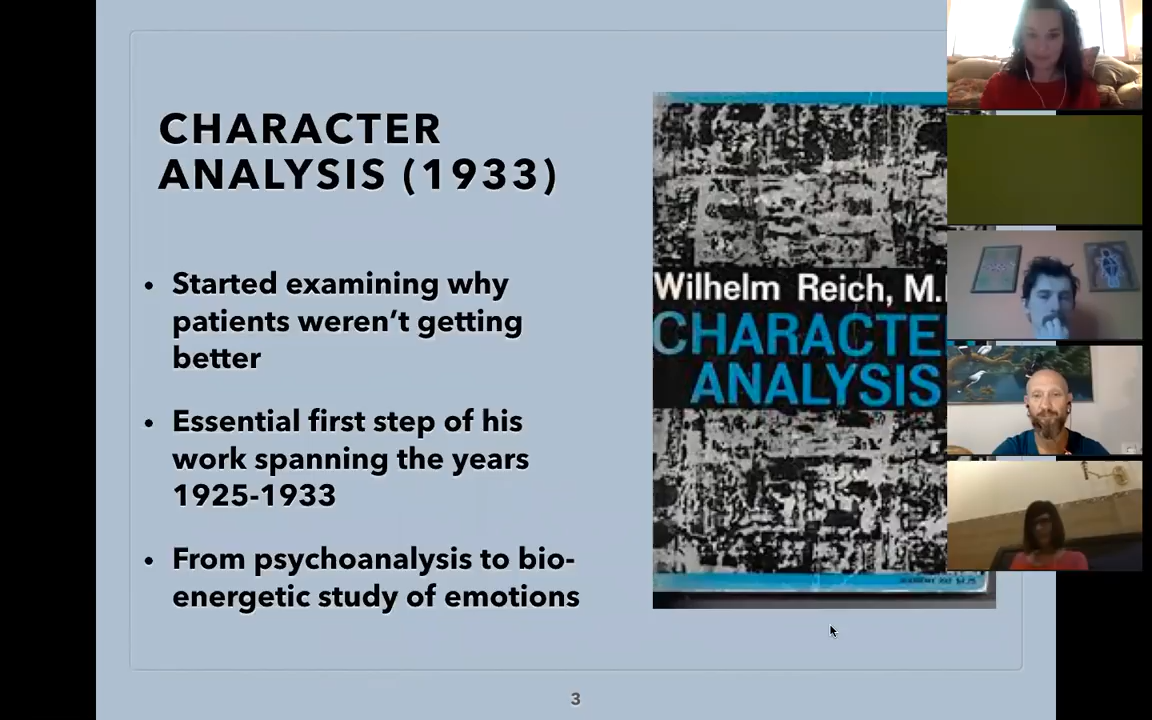 CHARACTER
ANALYSIS (1933)
• Started examining why
patients weren’t getting
better
• Essential first step of his
work spanning the years
1925-1933
• From psychoanalysis to bio-
energetic study of emotions
Wilhelm Reich, M.
CHARACTE
ANALYSIS
3